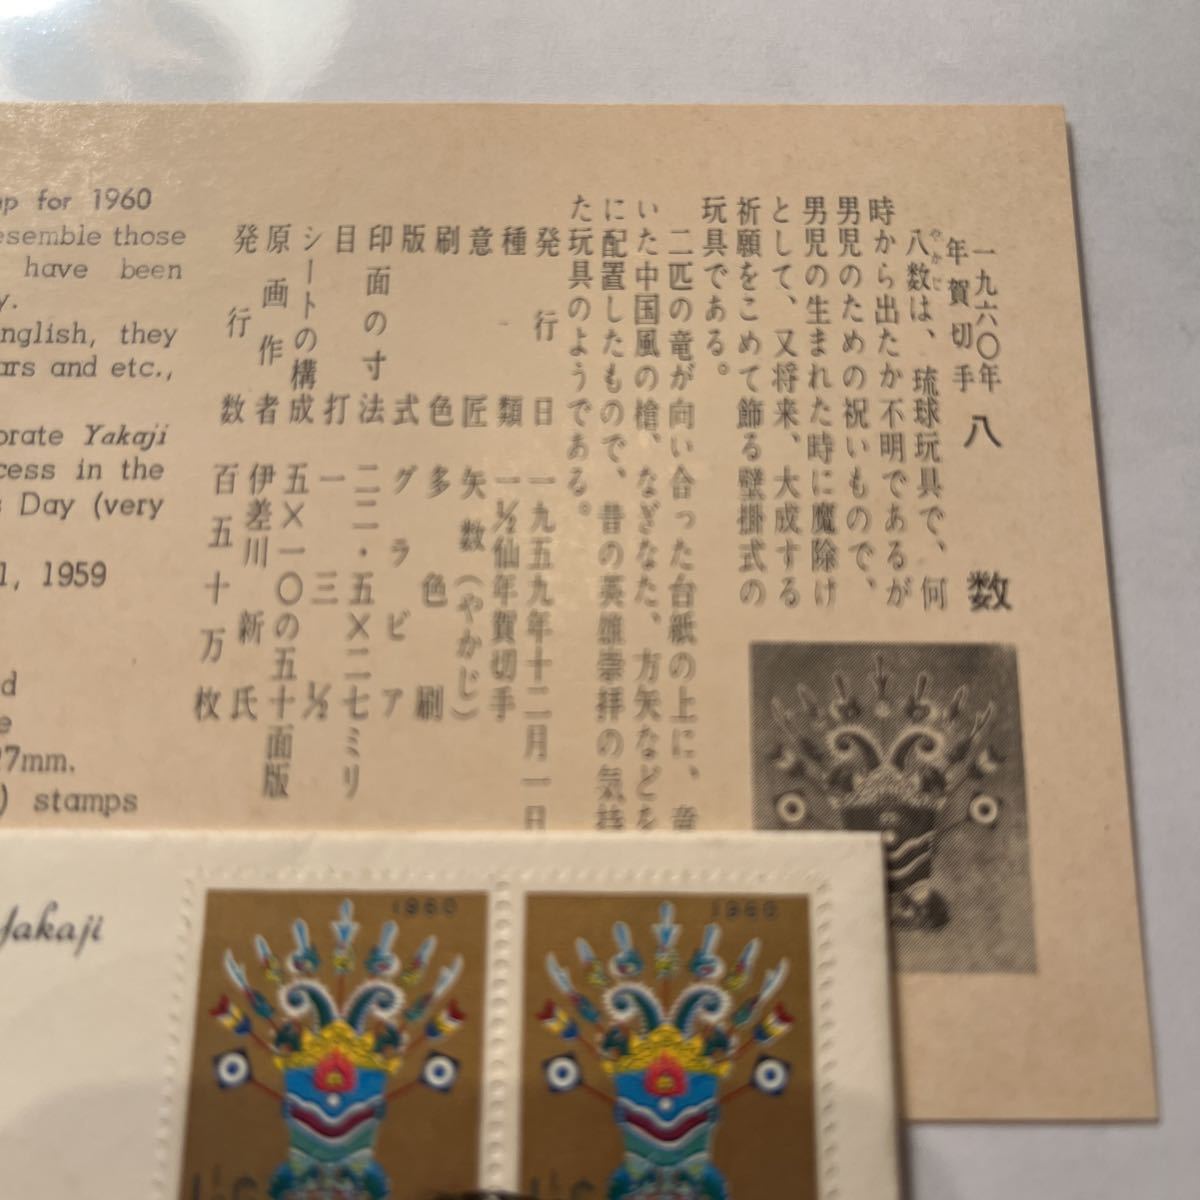 一九六〇年
年賀切手 八数
やかじ
八数は、琉球玩具で、何
時から出たか不明であるが
男児のための祝いもので、
男児の生まれた時に魔除け
として、又将来、大成する
祈願をこめて飾る壁掛式の
玩具である。
二匹の竜が向い合った台紙の上に、竜
いた中国風の槍、なぎなた、方矢などを
に配置したもので、昔の英雄崇拝の気持
た玩具のようである。
発行日 一九五九年十二月一日
種類 一½仙年賀切手
意匠 矢数(やかじ)
刷色 多色刷
版式 グラビア
印面の寸法 二二・五×二七ミリ
目打 一三½
シートの構成 五×一〇の五十面版
原画作者 伊差川新氏
発行数 百五十万枚
p for 1960
esemble those
have been
y.
nglish, they
ars and etc.,
orate Yakaji
cess in the
s Day (very
1, 1959
d
e
27mm.
) stamps
Yakaji
1960
1½¢
1960
1½¢